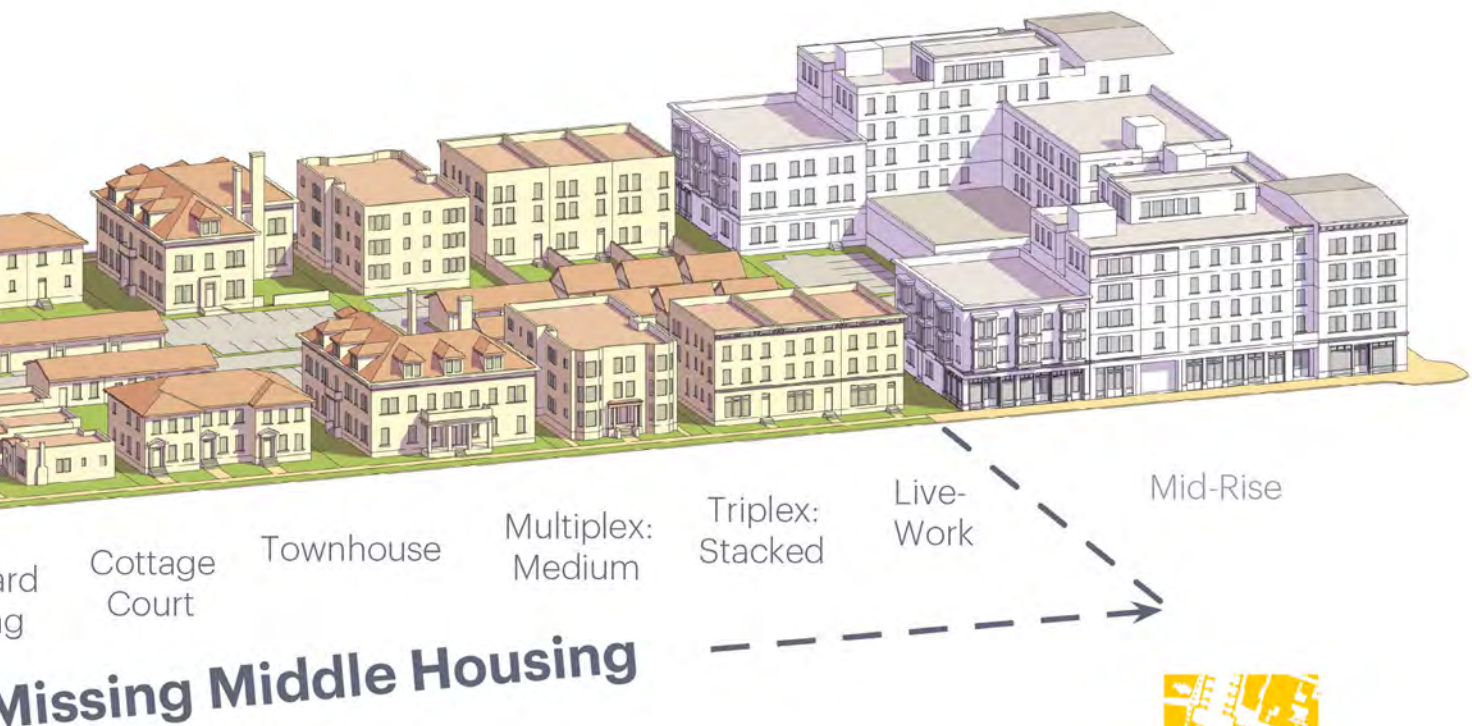 Cottage
Court
Townhouse
Multiplex:
Medium
Triplex:
Stacked
Live-
Work
Mid-Rise
Missing Middle Housing